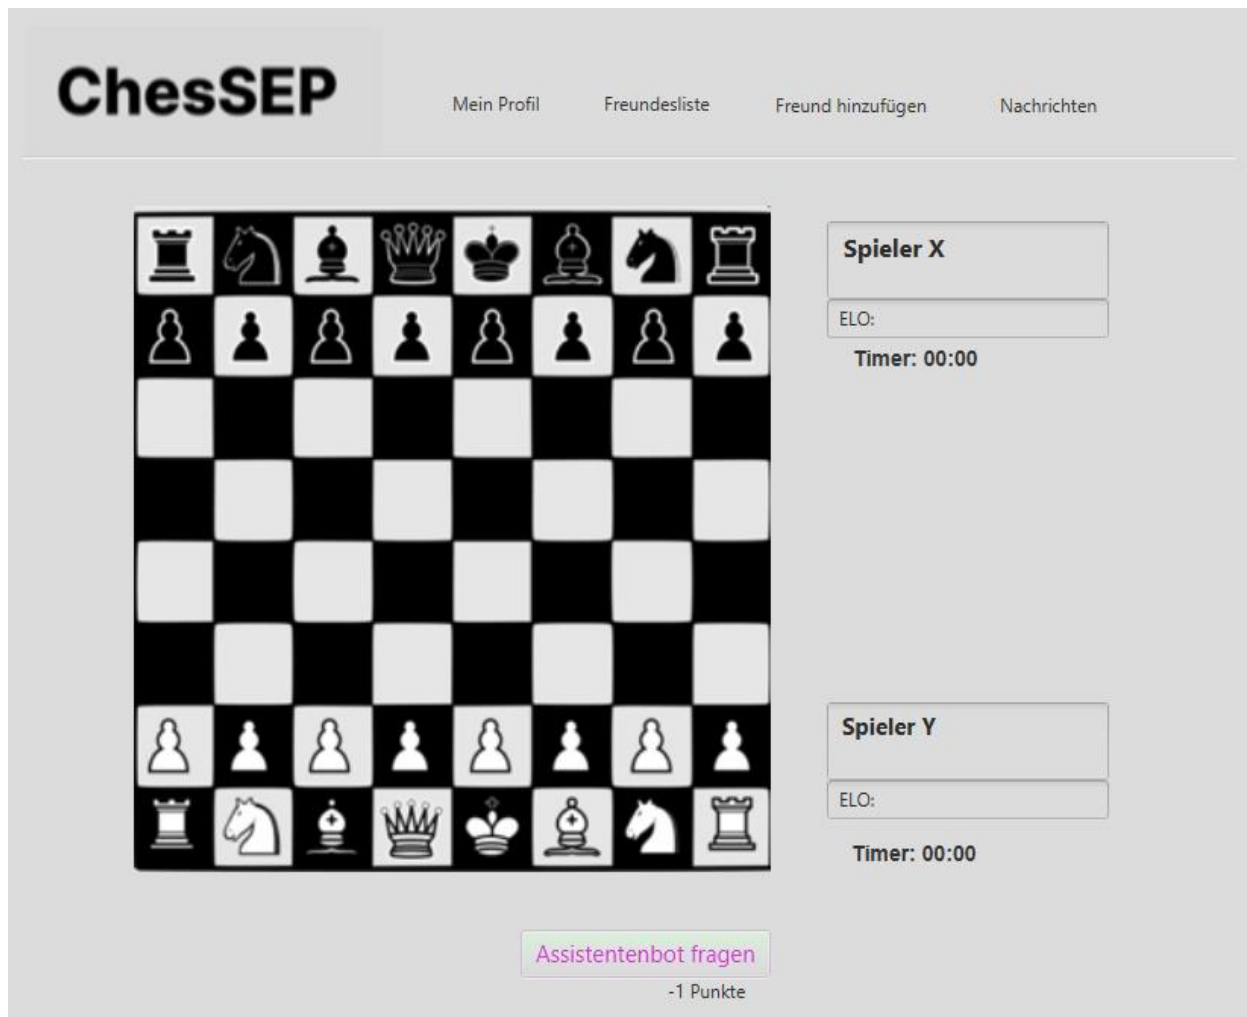 ChesSEP
Mein Profil Freundesliste Freund hinzufügen Nachrichten
Spieler X
ELO:
Timer: 00:00
Spieler Y
ELO:
Timer: 00:00
Assistentenbot fragen
-1 Punkte